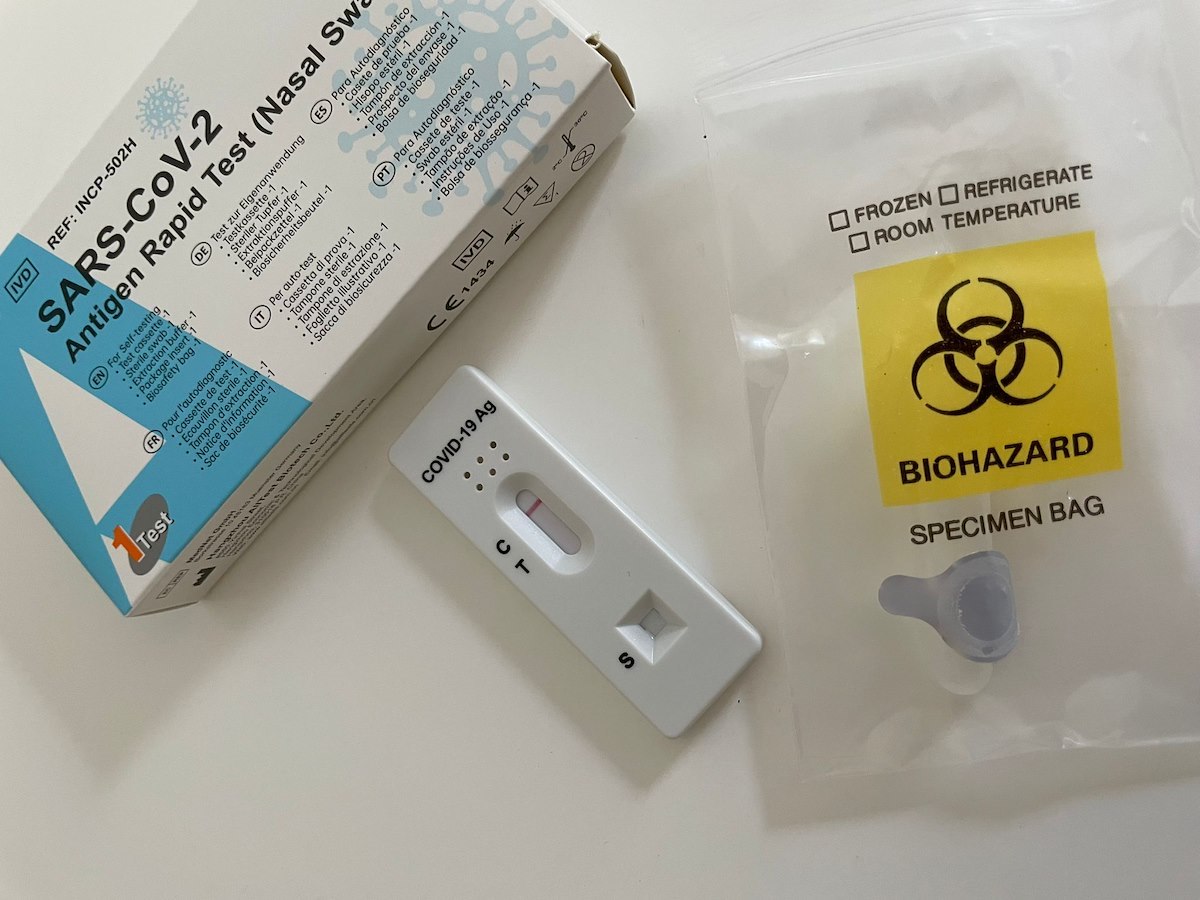 IVD
REF: INCP-502H
SARS-CoV-2
Antigen Rapid Test (Nasal Swa
EN
For Self-testing
• Test cassette -1
• Sterile swab -1
• Extraction buffer -1
• Package insert -1
• Biosafety bag -1
FR
Pour l'autodiagnostic
• Cassette de test -1
• Ecouvillon stérile -1
• Tampon d'extraction -1
• Notice d'information -1
• Sac de biosécurité -1
DE
Test zur Eigenanwendung
• Testkassette -1
• Steriler Tupfer -1
• Extraktionspuffer -1
• Beipackzettel -1
• Biosicherheitsbeutel -1
IT
Per auto-test
• Cassetta di prova -1
• Tampone sterile -1
• Tampone di estrazione -1
• Foglietto illustrativo -1
• Sacca di biosicurezza -1
ES
Para Autodiagnóstico
• Casete de prueba -1
• Hisopo estéril -1
• Tampón de extracción -1
• Prospecto del envase -1
• Bolsa de bioseguridad -1
PT
Para Autodiagnóstico
• Cassete de teste -1
• Swab estéril -1
• Tampão de extração -1
• Instruções de Uso -1
• Bolsa de biossegurança -1
1Test
IVD
CE 1434
Hangzhou AllTest Biotech Co.,Ltd.
COVID-19 Ag
C
T
S
FROZEN REFRIGERATE
ROOM TEMPERATURE
BIOHAZARD
SPECIMEN BAG